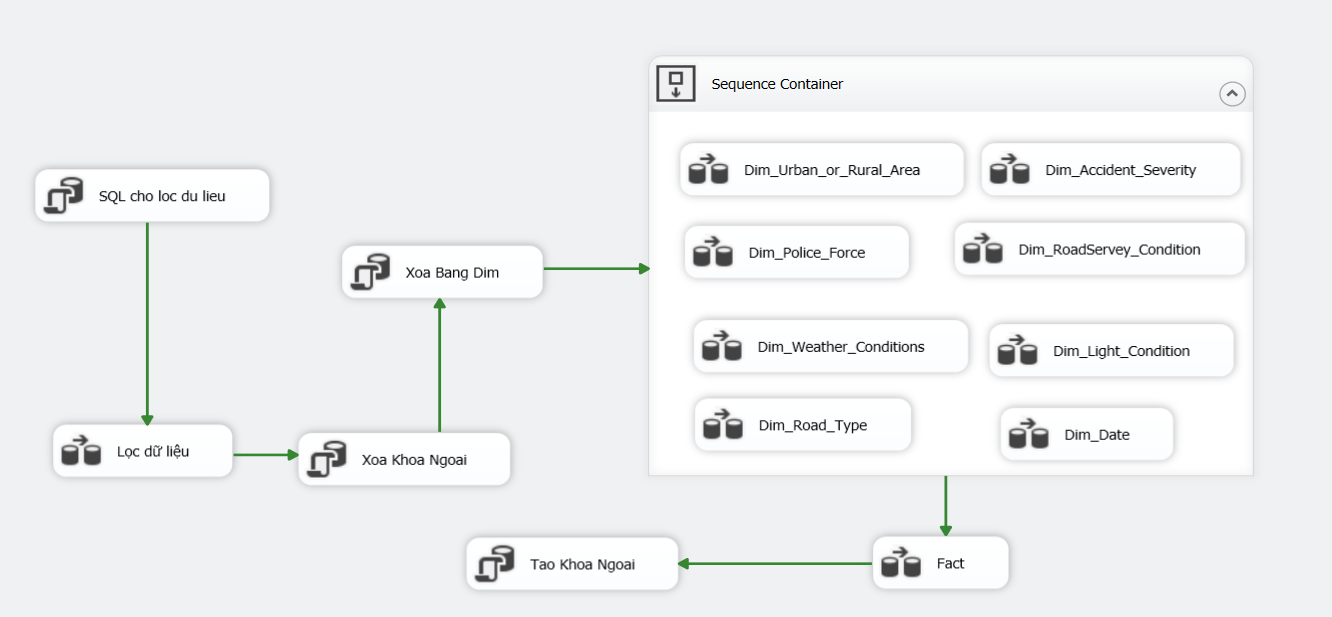 SQL cho loc du lieu
Lọc dữ liệu
Xoa Khoa Ngoai
Xoa Bang Dim
Sequence Container
Dim_Urban_or_Rural_Area
Dim_Accident_Severity
Dim_Police_Force
Dim_RoadServey_Condition
Dim_Weather_Conditions
Dim_Light_Condition
Dim_Road_Type
Dim_Date
Fact
Tao Khoa Ngoai